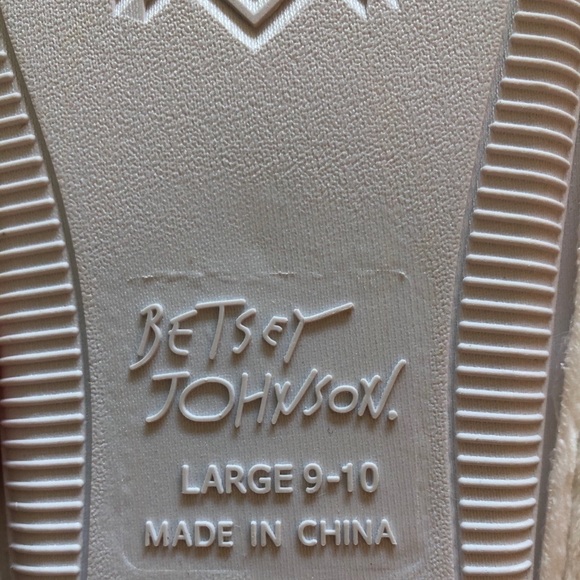 BETSEY
JOHNSON.
LARGE 9-10
MADE IN CHINA